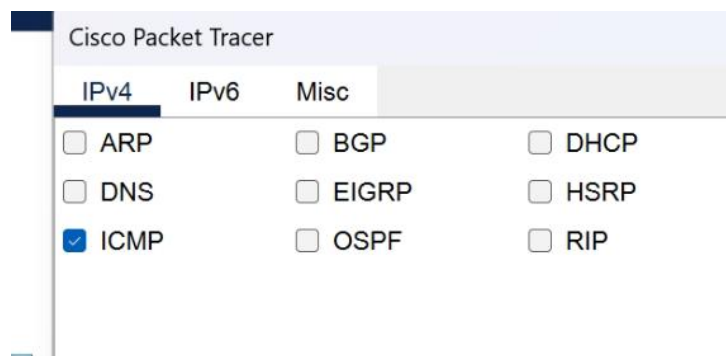 Cisco Packet Tracer
IPv4 IPv6 Misc
ARP BGP DHCP
DNS EIGRP HSRP
ICMP OSPF RIP